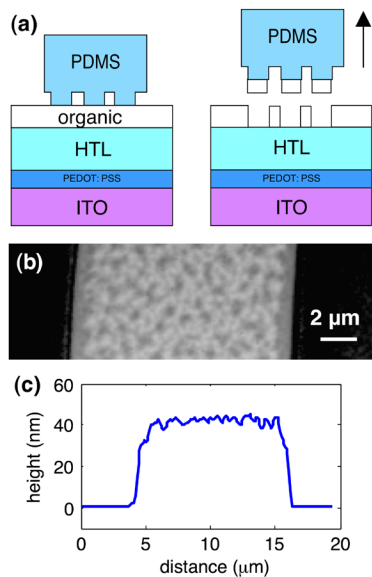 (a)
PDMS
PDMS
organic
HTL
HTL
PEDOT: PSS
PEDOT: PSS
ITO
ITO
(b)
2 µm
(c)
60
40
20
0
height (nm)
0
5
10
15
20
distance (µm)